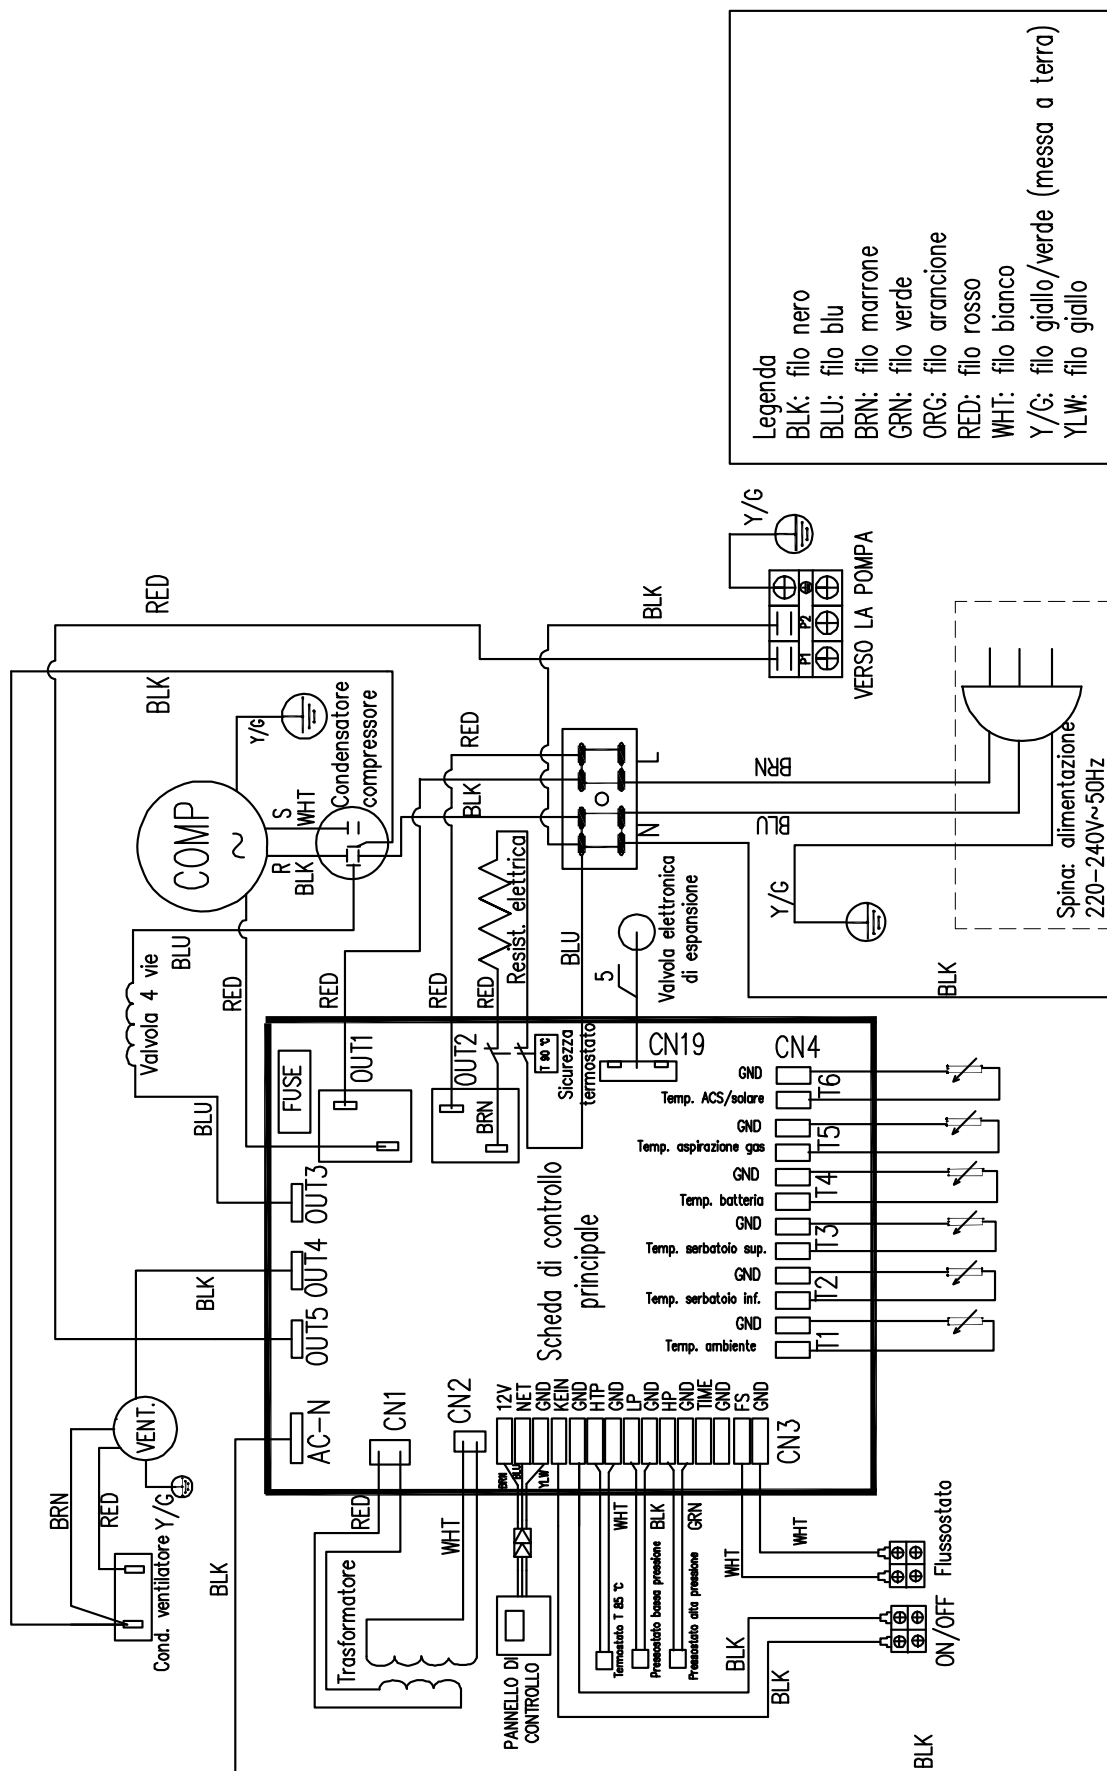 Legenda
BLK: filo nero
BLU: filo blu
BRN: filo marrone
GRN: filo verde
ORG: filo arancione
RED: filo rosso
WHT: filo bianco
Y/G: filo giallo/verde (messa a terra)
YLW: filo giallo
COMP
~
Y/G
S
WHT
R
BLK
Condensatore
compressore
BLK
RED
Valvola 4 vie
BLU
BLU
RED
RED
RED
RED
RED
BLK
Resist. elettrica
BLU
N
L
BLK
Y/G
P1
P2
VERSO LA POMPA
BRN
BLU
Y/G
Spina: alimentazione
220-240V~50Hz
BLK
Valvola elettronica
di espansione
5
FUSE
OUT1
OUT2
BRN
T 90 °C
Sicurezza
termostato
CN19
CN4
OUT3
OUT4
OUT5
AC-N
BLK
VENT.
BRN
RED
Y/G
Cond. ventilatore
BLK
CN1
CN2
RED
WHT
Trasformatore
Scheda di controllo
principale
GND
Temp. ACS/solare
T6
GND
Temp. aspirazione gas
T5
GND
Temp. batteria
T4
GND
Temp. serbatoio sup.
T3
GND
Temp. serbatoio inf.
T2
GND
Temp. ambiente
T1
12V
NET
GND
KEIN
GND
HTP
GND
LP
GND
HP
GND
TIME
GND
FS
GND
CN3
BRN
BLU
YLW
PANNELLO DI
CONTROLLO
WHT
BLK
GRN
Termostato T 85 °C
Pressostato bassa pressione
Pressostato alta pressione
WHT
WHT
BLK
BLK
Flussostato
ON/OFF
BLK